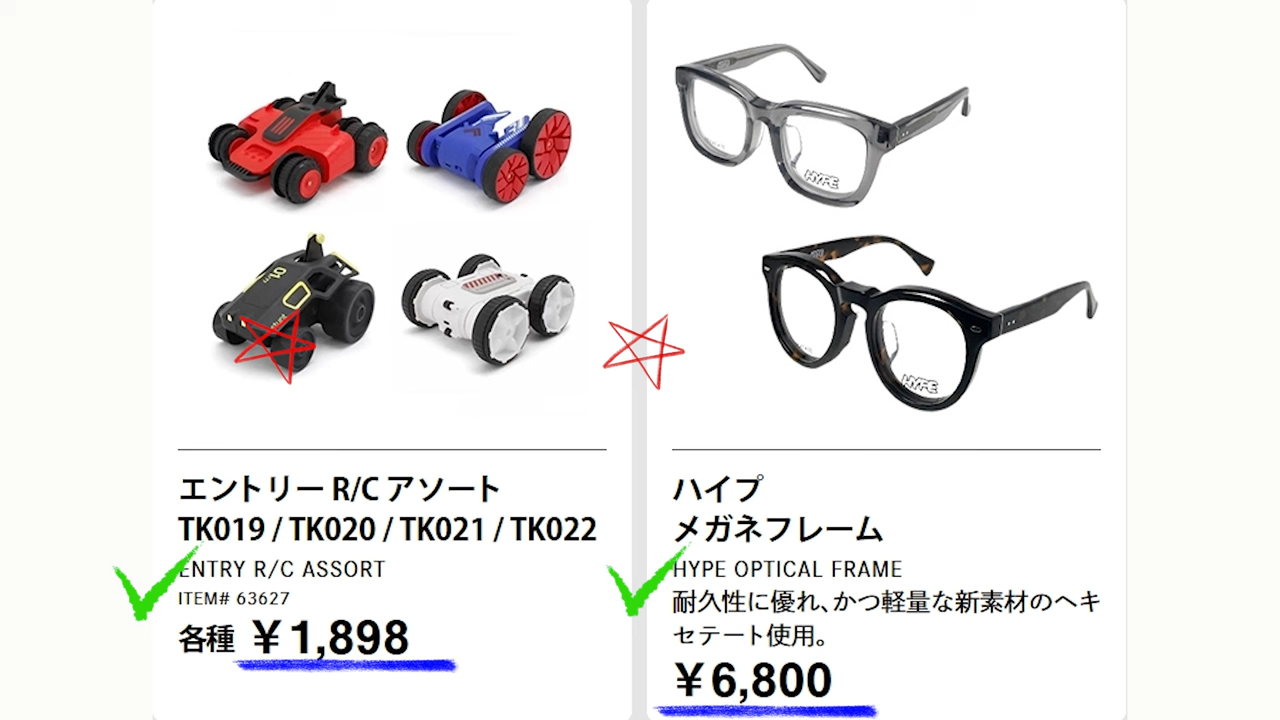 HYPE
HYPE
エントリー R/C アソート
TK019 / TK020 / TK021 / TK022
ENTRY R/C ASSORT
ITEM# 63627
各種 ¥1,898
ハイプ
メガネフレーム
HYPE OPTICAL FRAME
耐久性に優れ、かつ軽量な新素材のヘキ
セテート使用。
¥6,800